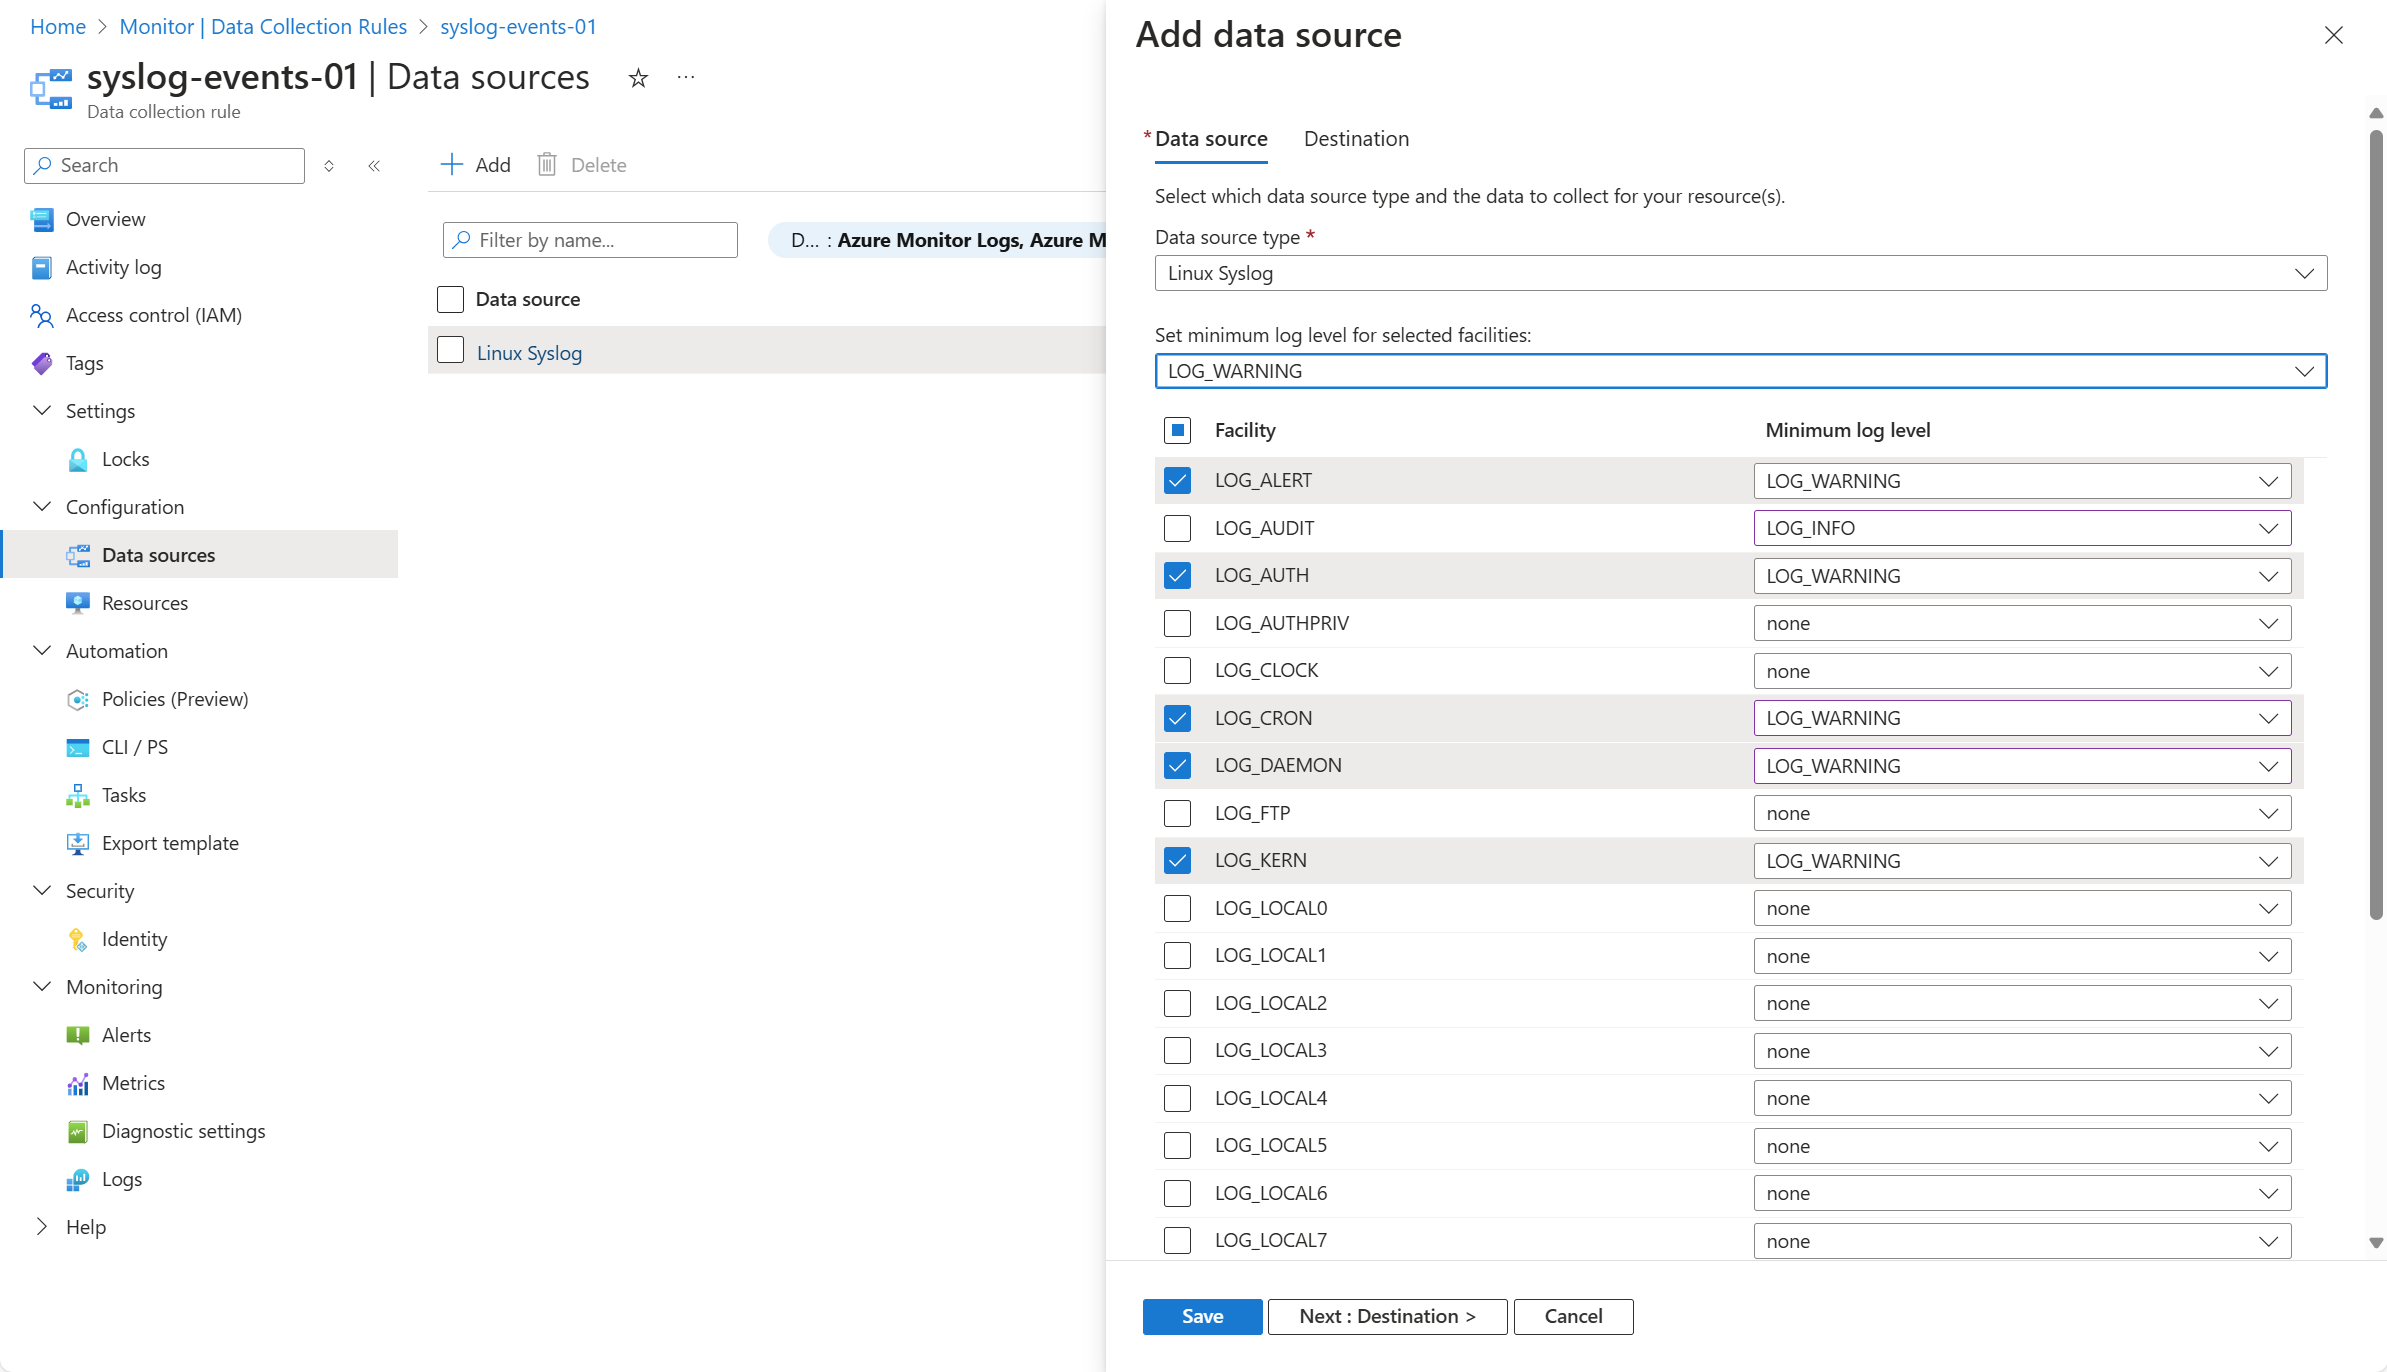 Home > Monitor | Data Collection Rules > syslog-events-01
syslog-events-01 | Data sources
Data collection rule
Search
Overview
Activity log
Access control (IAM)
Tags
Settings
Locks
Configuration
Data sources
Resources
Automation
Policies (Preview)
CLI / PS
Tasks
Export template
Security
Identity
Monitoring
Alerts
Metrics
Diagnostic settings
Logs
Help
Add Delete
Filter by name... D... : Azure Monitor Logs, Azure M
Data source
Linux Syslog
Add data source
* Data source Destination
Select which data source type and the data to collect for your resource(s).
Data source type *
Linux Syslog
Set minimum log level for selected facilities:
LOG_WARNING
Facility Minimum log level
LOG_ALERT LOG_WARNING
LOG_AUDIT LOG_INFO
LOG_AUTH LOG_WARNING
LOG_AUTHPRIV none
LOG_CLOCK none
LOG_CRON LOG_WARNING
LOG_DAEMON LOG_WARNING
LOG_FTP none
LOG_KERN LOG_WARNING
LOG_LOCAL0 none
LOG_LOCAL1 none
LOG_LOCAL2 none
LOG_LOCAL3 none
LOG_LOCAL4 none
LOG_LOCAL5 none
LOG_LOCAL6 none
LOG_LOCAL7 none
Save Next : Destination > Cancel